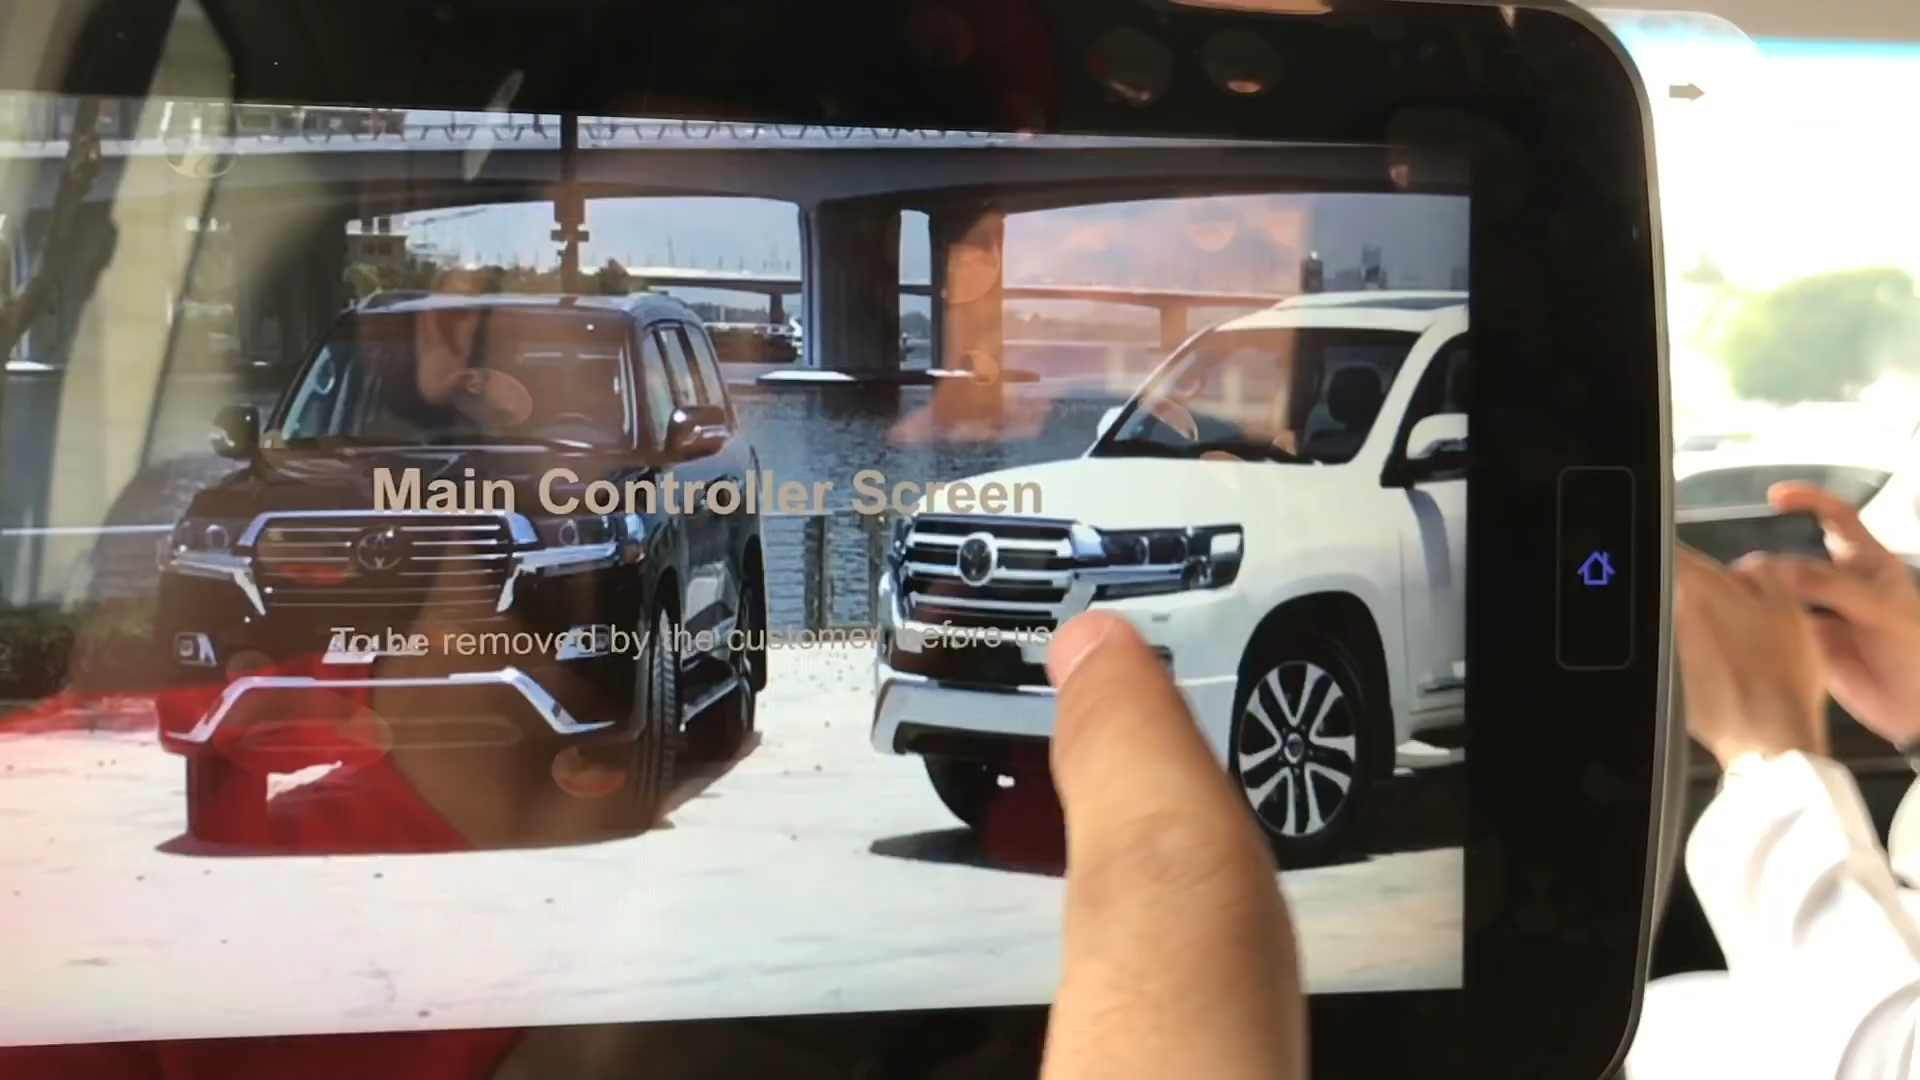 Main Controller Screen
To be removed by the customer, before